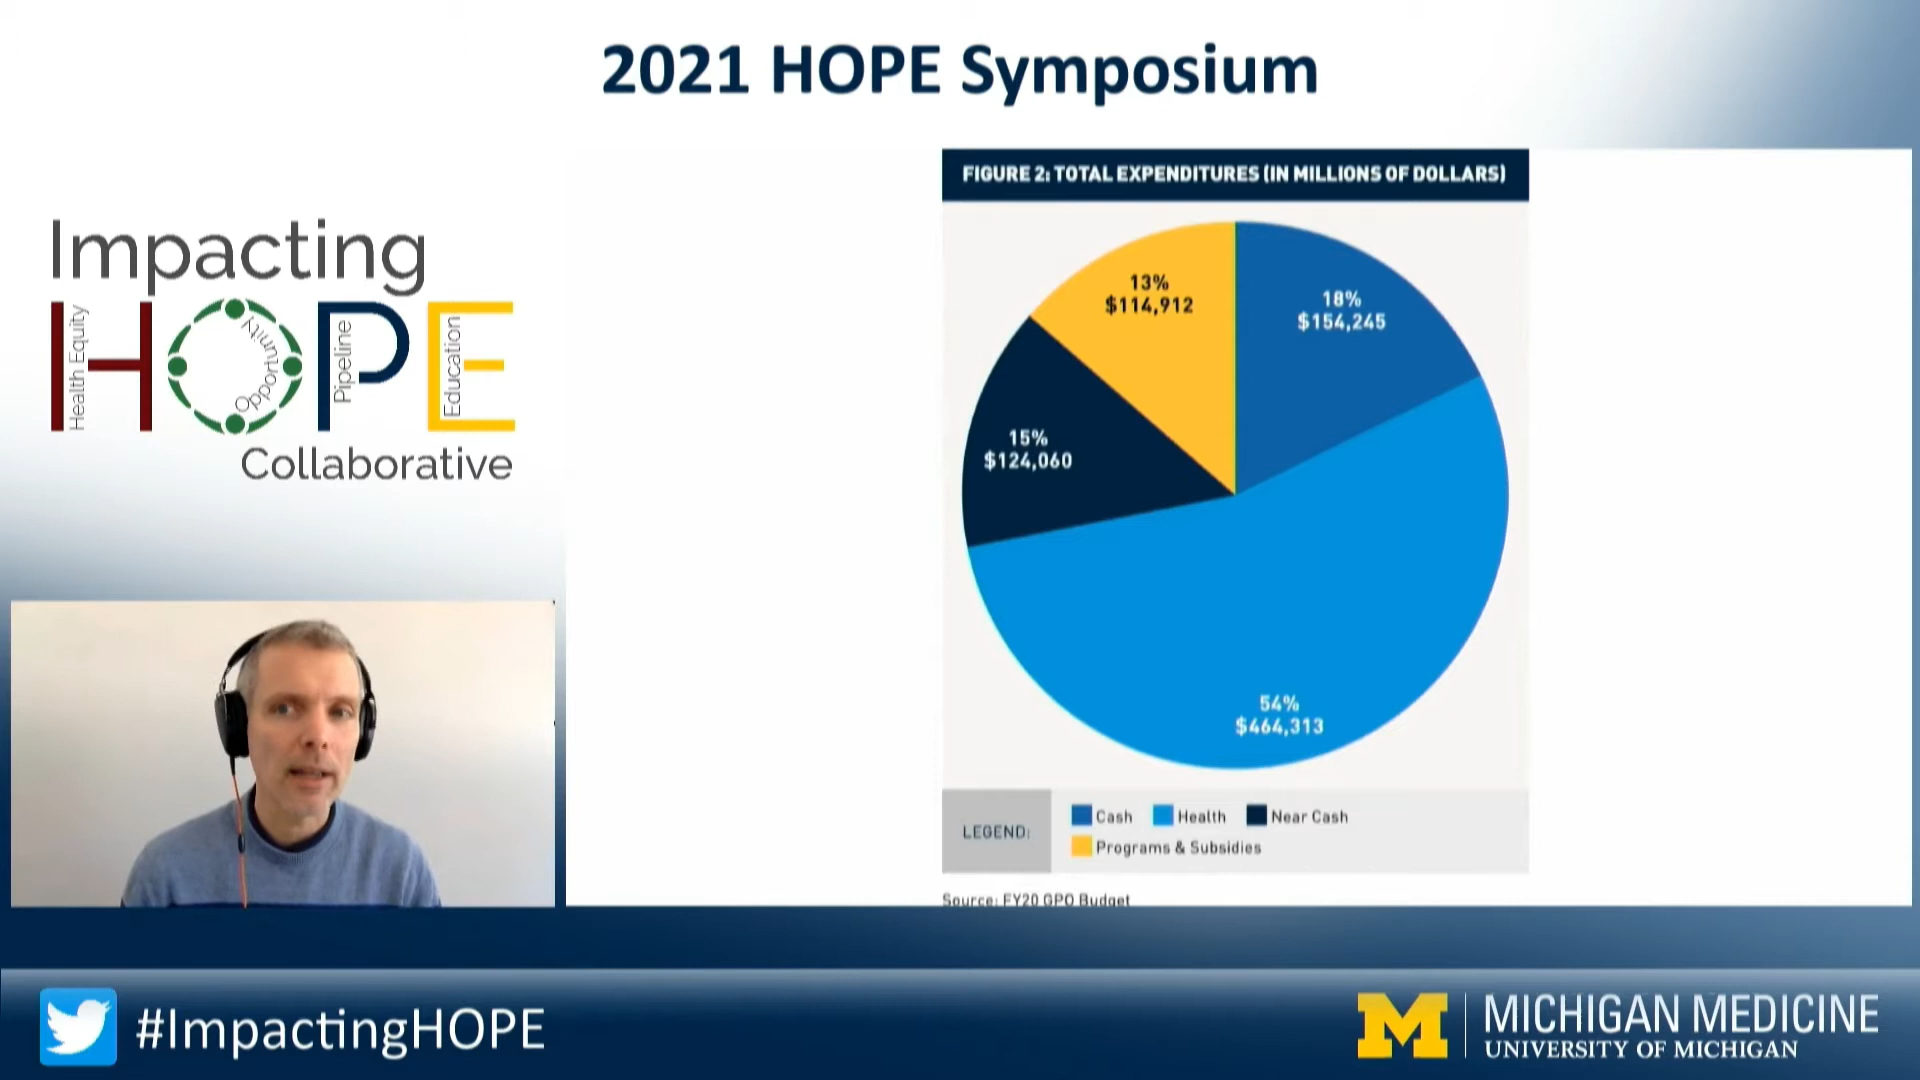 2021 HOPE Symposium
Impacting
HOPE
Health Equity
Opportunity
Pipeline
Education
Collaborative
FIGURE 2: TOTAL EXPENDITURES (IN MILLIONS OF DOLLARS)
13%
$114,912
18%
$154,245
15%
$124,060
54%
$464,313
LEGEND:
Cash
Health
Near Cash
Programs & Subsidies
Source: FY20 GPO Budget
#ImpactingHOPE
M
MICHIGAN MEDICINE
UNIVERSITY OF MICHIGAN